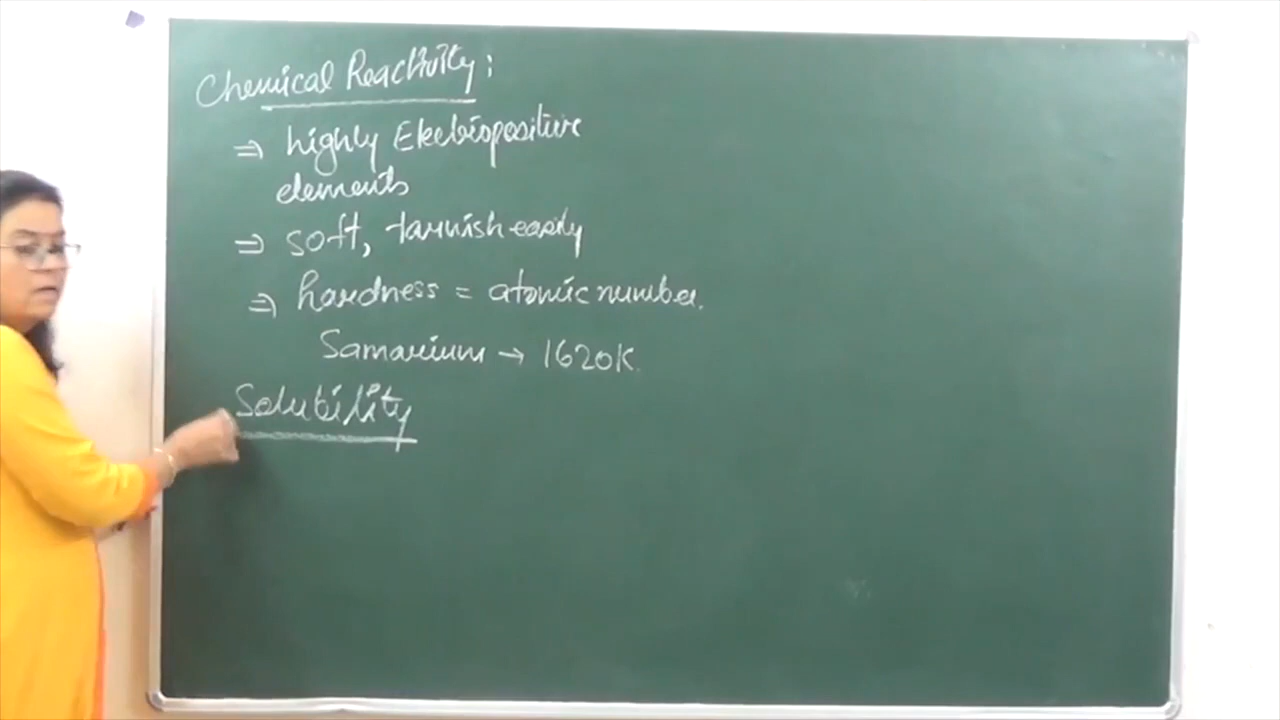 Chemical Reactivity:
⇒ highly Electropositive
elements
⇒ soft, tarnish easily
⇒ hardness = atomic number.
Samarium → 1620K.
Solubility